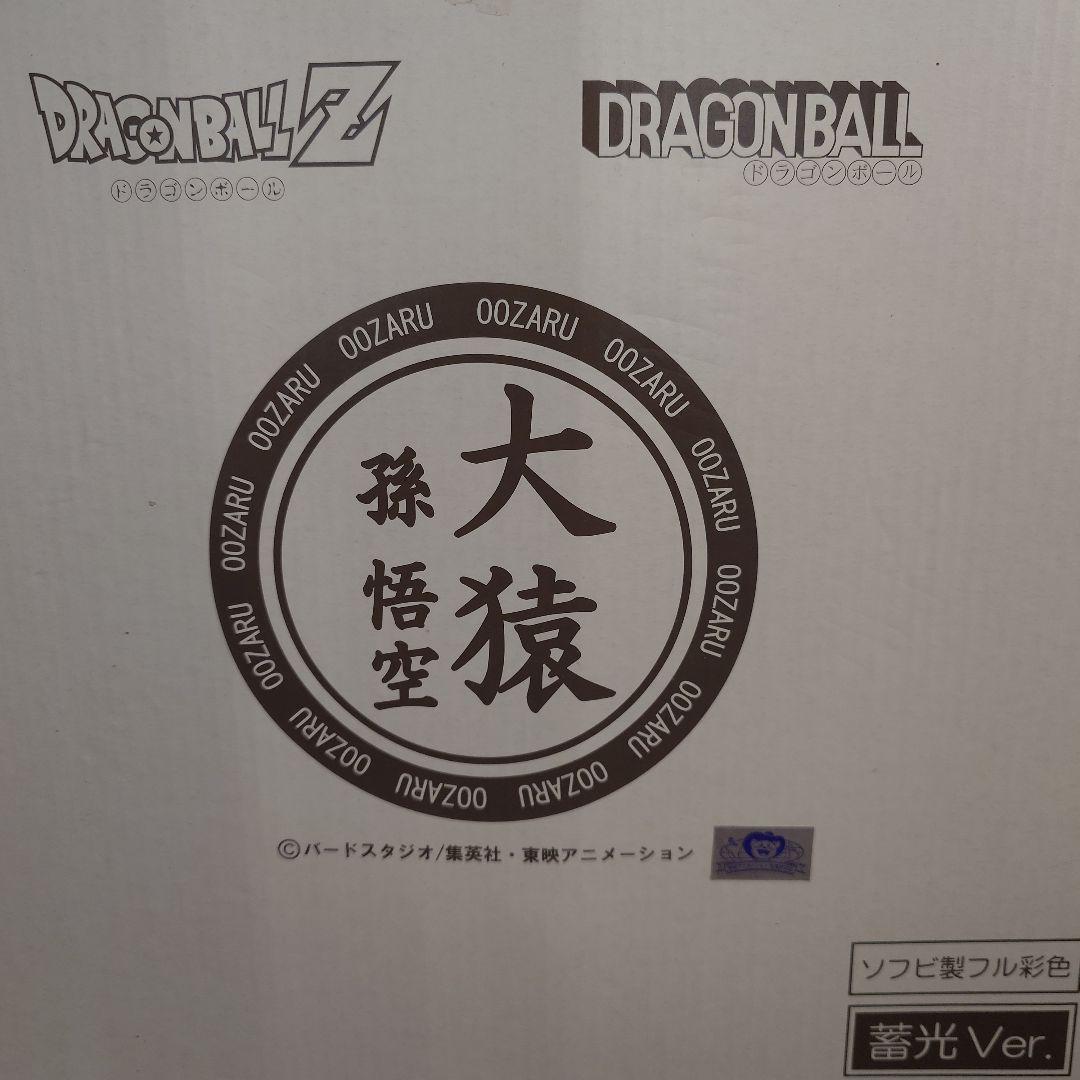 DRAGONBALL Z
ドラゴンボール
DRAGONBALL
ドラゴンボール
OOZARU OOZARU OOZARU OOZARU OOZARU OOZARU OOZARU OOZARU OOZARU OOZARU OOZARU OOZARU OOZARU
大猿
孫悟空
©バードスタジオ/集英社・東映アニメーション
ソフビ製フル彩色
蓄光Ver.